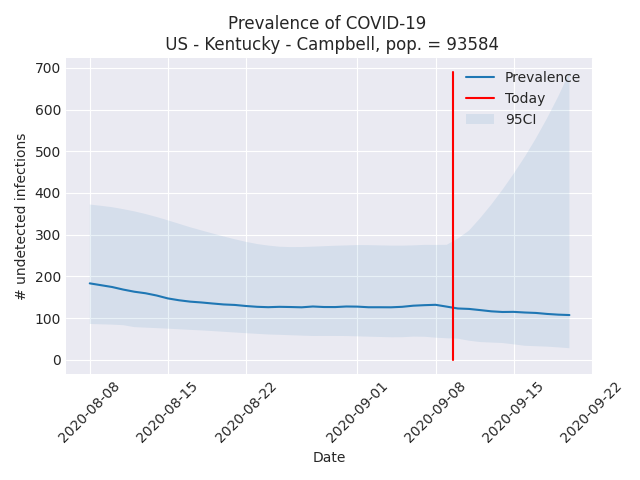 Prevalence of COVID-19
US - Kentucky - Campbell, pop. = 93584
700
600
500
400
300
200
100
0
# undetected infections
Prevalence
Today
95CI
2020-08-08
2020-08-15
2020-08-22
2020-09-01
2020-09-08
2020-09-15
2020-09-22
Date